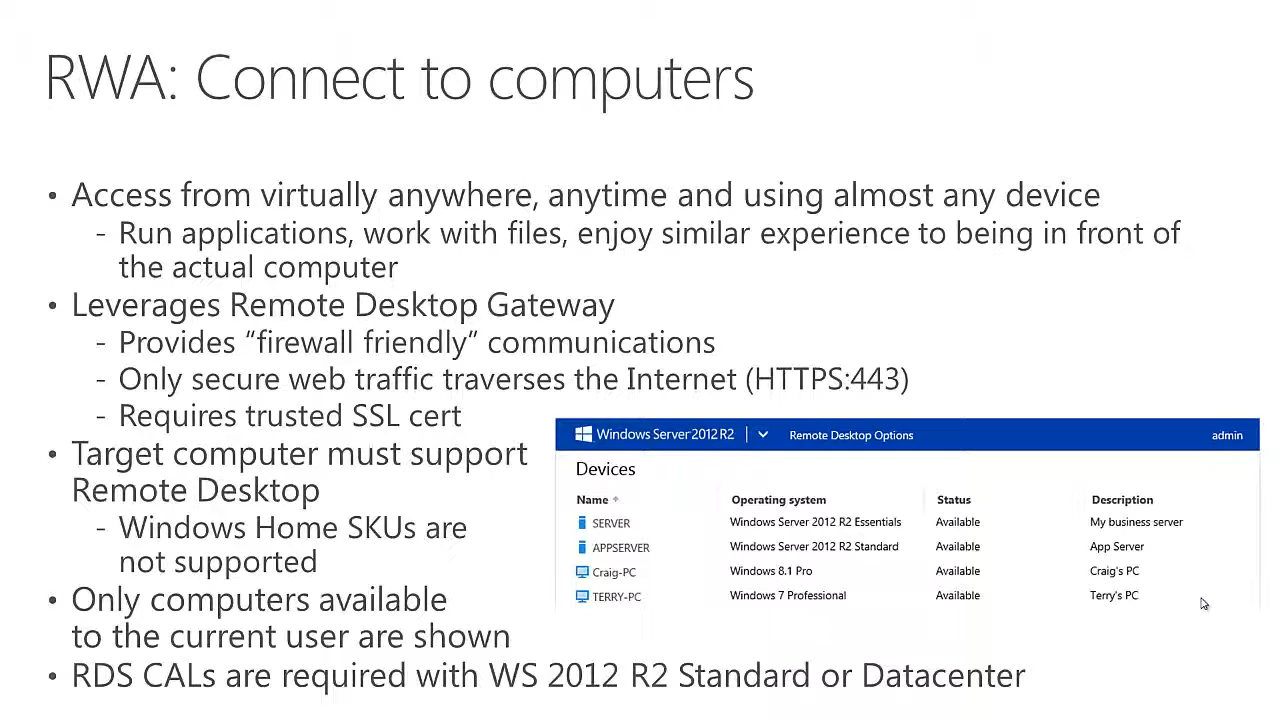 RWA: Connect to computers
• Access from virtually anywhere, anytime and using almost any device
- Run applications, work with files, enjoy similar experience to being in front of
the actual computer
• Leverages Remote Desktop Gateway
- Provides “firewall friendly” communications
- Only secure web traffic traverses the Internet (HTTPS:443)
- Requires trusted SSL cert
• Target computer must support
Remote Desktop
- Windows Home SKUs are
not supported
• Only computers available
to the current user are shown
• RDS CALs are required with WS 2012 R2 Standard or Datacenter
Windows Server 2012 R2 Remote Desktop Options admin
Devices
Name Operating system Status Description
SERVER Windows Server 2012 R2 Essentials Available My business server
APPSERVER Windows Server 2012 R2 Standard Available App Server
Craig-PC Windows 8.1 Pro Available Craig's PC
TERRY-PC Windows 7 Professional Available Terry's PC